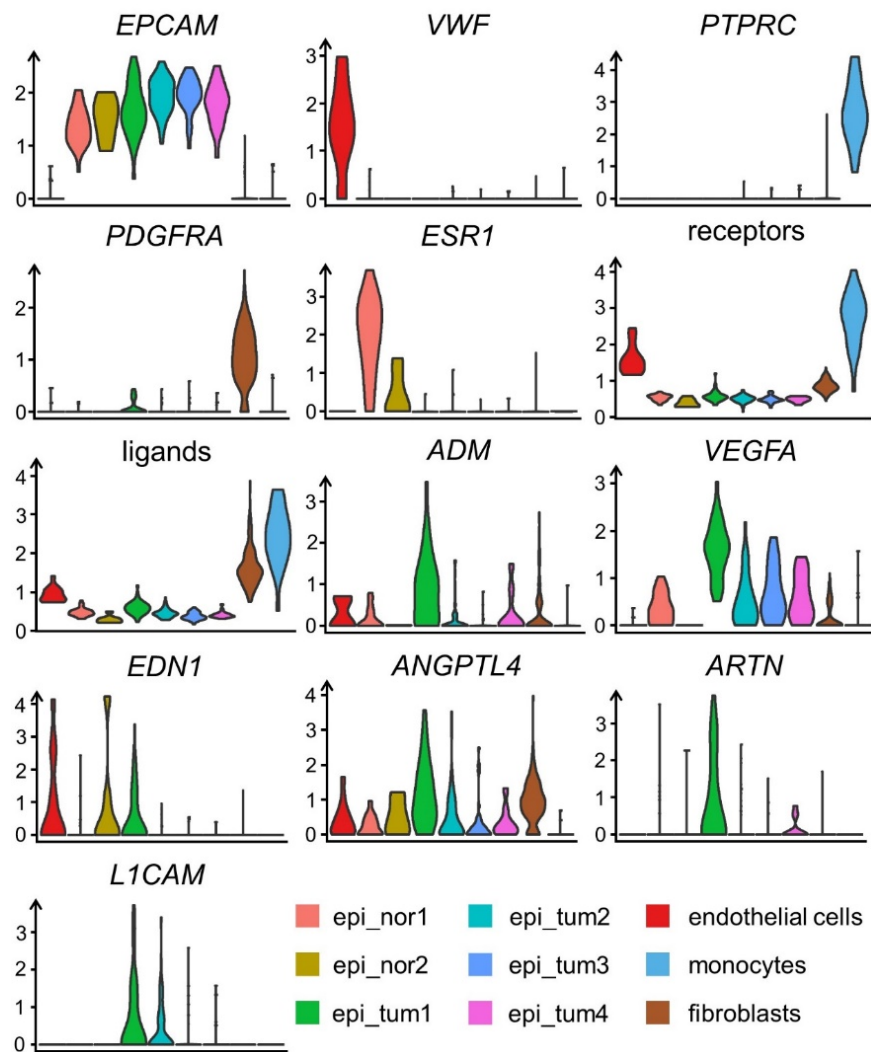 EPCAM VWF PTPRC
2 1 0
3 2 1 0
4 3 2 1 0
PDGFRA ESR1 receptors
2 1 0
3 2 1 0
4 3 2 1 0
ligands ADM VEGFA
4 3 2 1 0
3 2 1 0
3 2 1 0
EDN1 ANGPTL4 ARTN
4 3 2 1 0
4 3 2 1 0
3 2 1 0
L1CAM
3 2 1 0
epi_nor1 epi_tum2 endothelial cells
epi_nor2 epi_tum3 monocytes
epi_tum1 epi_tum4 fibroblasts